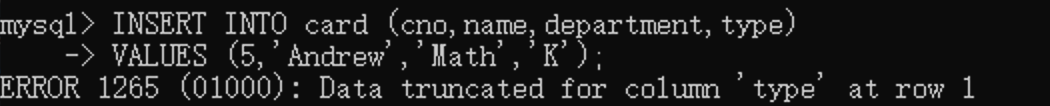 mysql> INSERT INTO card (cno,name,department,type)
-> VALUES (5,'Andrew','Math','K');
ERROR 1265 (01000): Data truncated for column 'type' at row 1